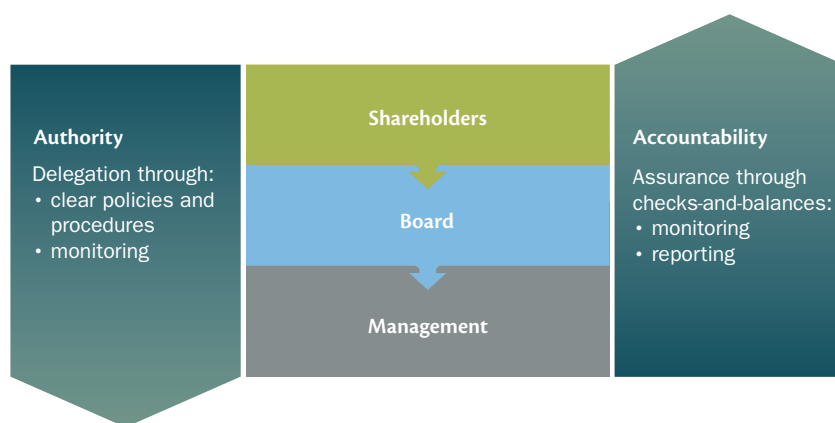 Authority
Delegation through:
• clear policies and
procedures
• monitoring
Shareholders
Board
Management
Accountability
Assurance through
checks-and-balances:
• monitoring
• reporting